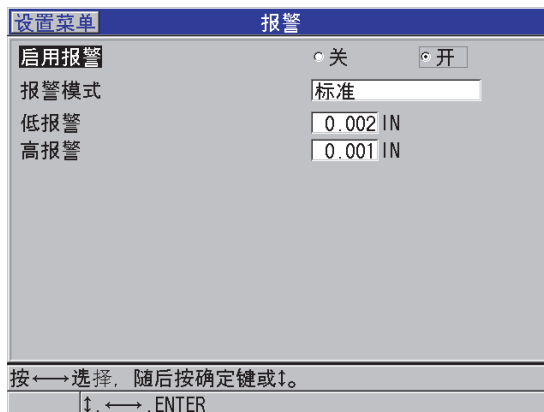 设置菜单 报警
启用报警 关 开
报警模式 标准
低报警 0.002 IN
高报警 0.001 IN
按←→选择, 随后按确定键或↕。
↕, ←→, ENTER